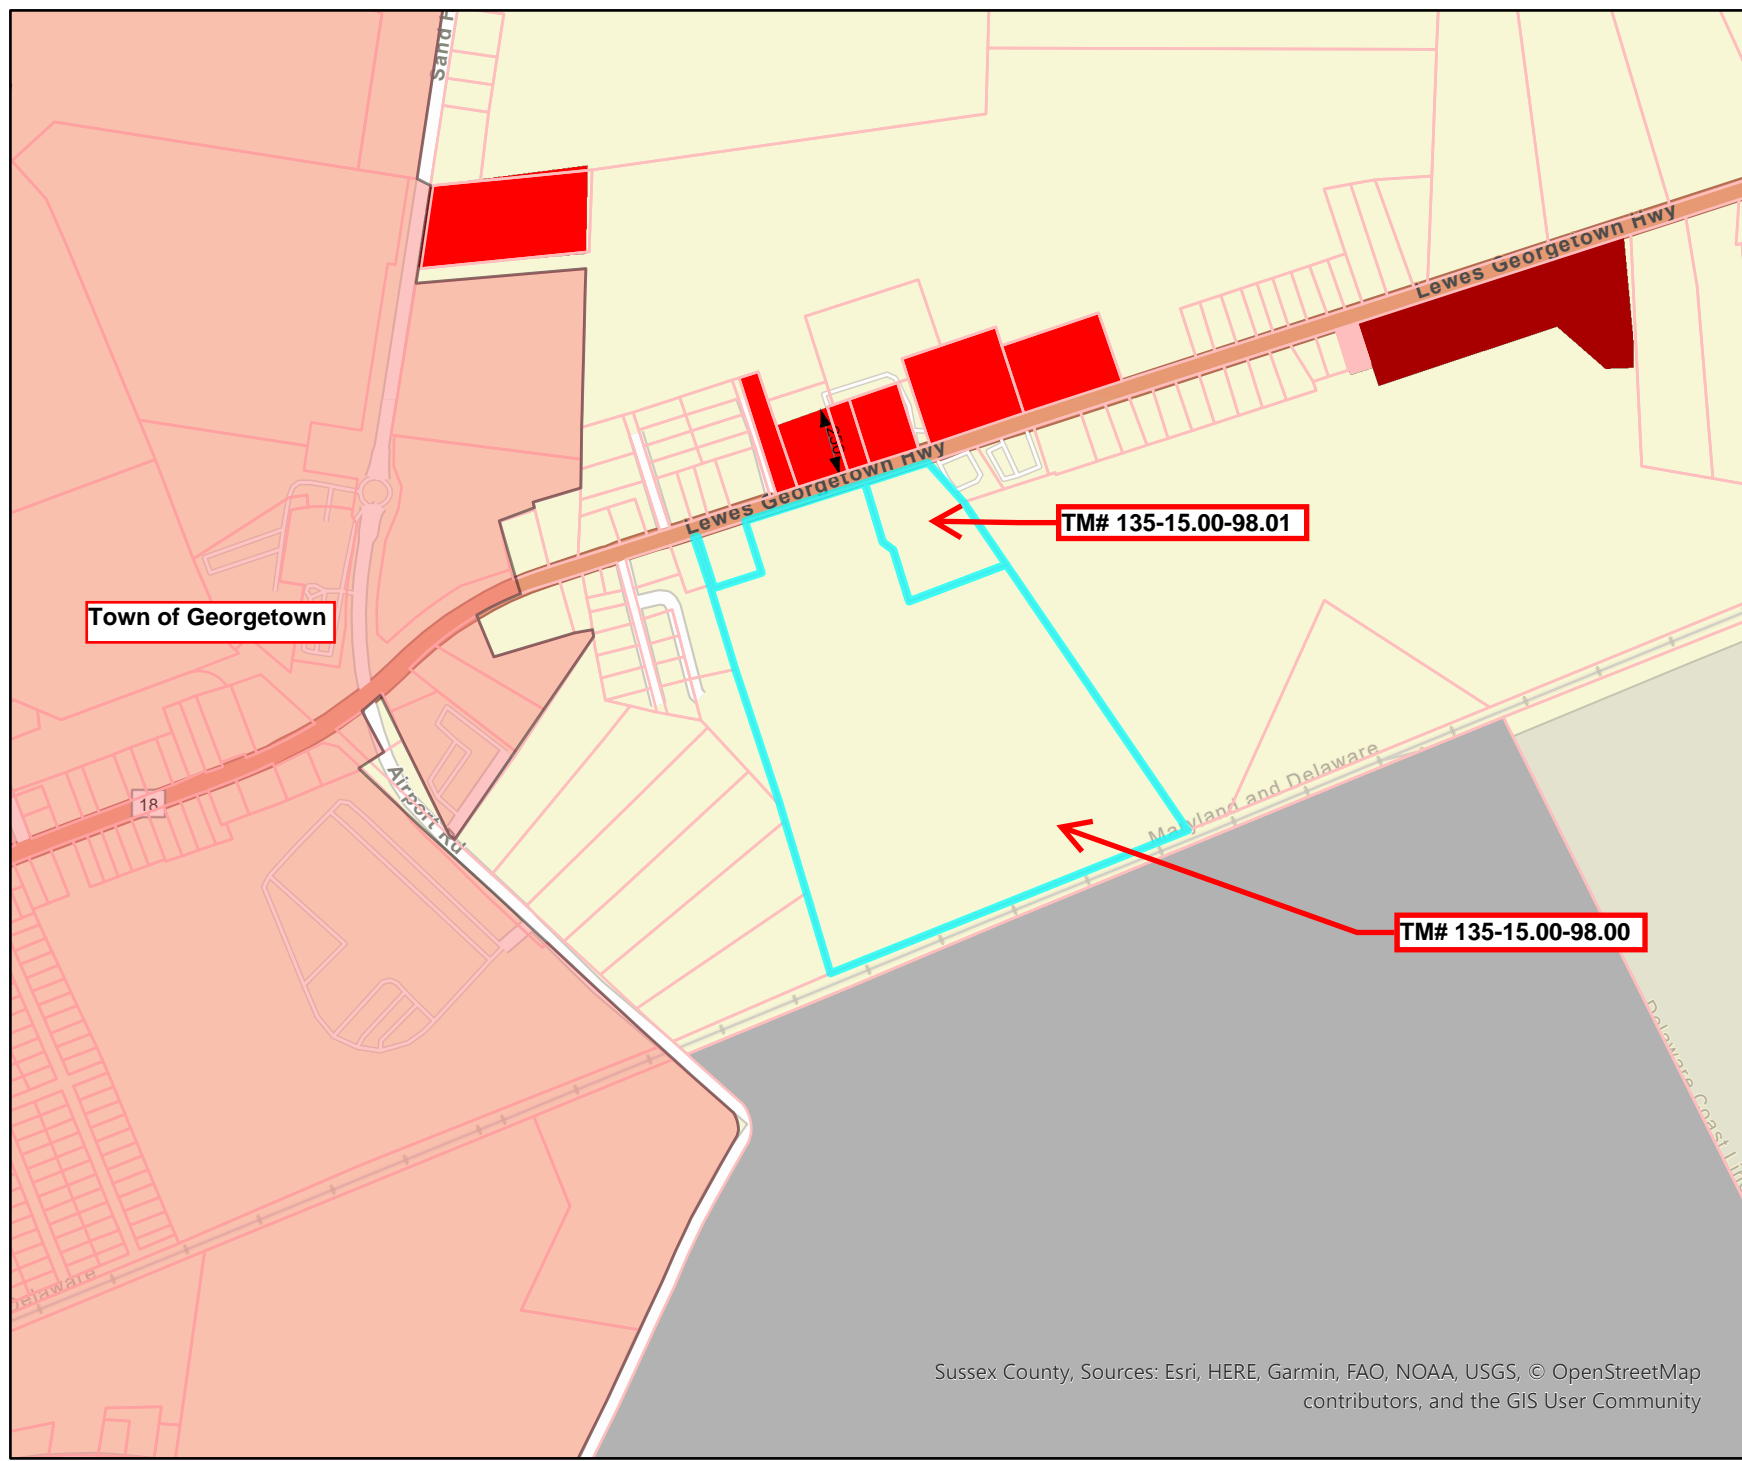 Sand
Lewes Georgetown Hwy
Lewes Georgetown Hwy
TM# 135-15.00-98.01
Town of Georgetown
18
Airport Rd
Maryland and Delaware
TM# 135-15.00-98.00
Delaware Coast Line
Delaware
Sussex County, Sources: Esri, HERE, Garmin, FAO, NOAA, USGS, © OpenStreetMap
contributors, and the GIS User Community